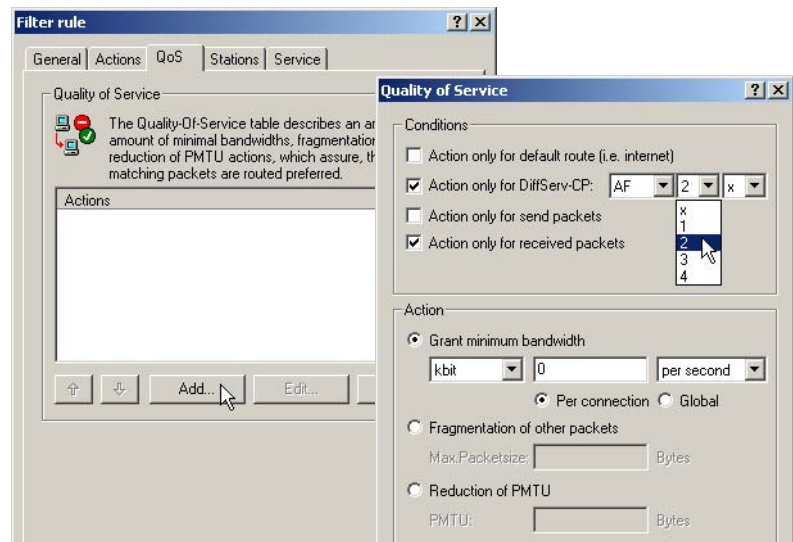 Filter rule
General Actions QoS Stations Service
Quality of Service
The Quality-Of-Service table describes an
amount of minimal bandwidths, fragmentation
reduction of PMTU actions, which assure,
matching packets are routed preferred.
Actions
Add... Edit...
Quality of Service
Conditions
Action only for default route (i.e. internet)
Action only for DiffServ-CP: AF 2 x
Action only for send packets
Action only for received packets
x
1
2
3
4
Action
Grant minimum bandwidth
kbit 0 per second
Per connection Global
Fragmentation of other packets
Max.Packetsize: Bytes
Reduction of PMTU
PMTU: Bytes